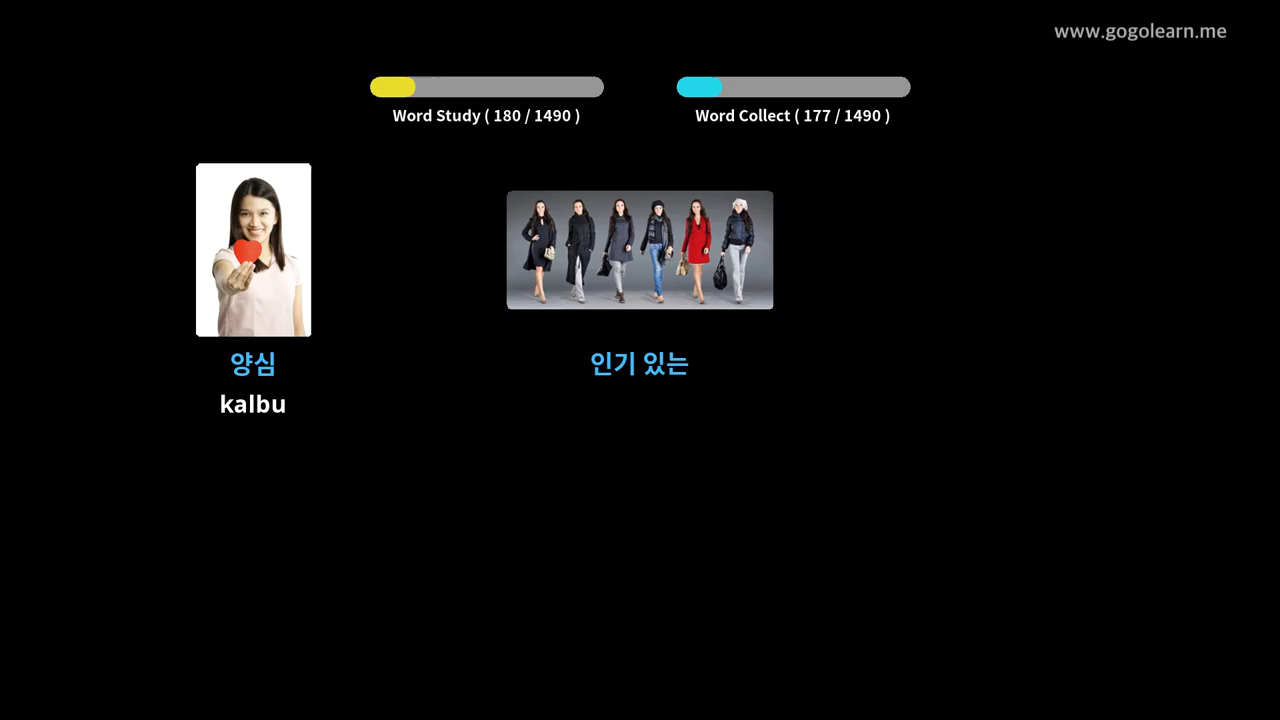 www.gogolearn.me
Word Study ( 180 / 1490 )
Word Collect ( 177 / 1490 )
양심
kalbu
인기 있는